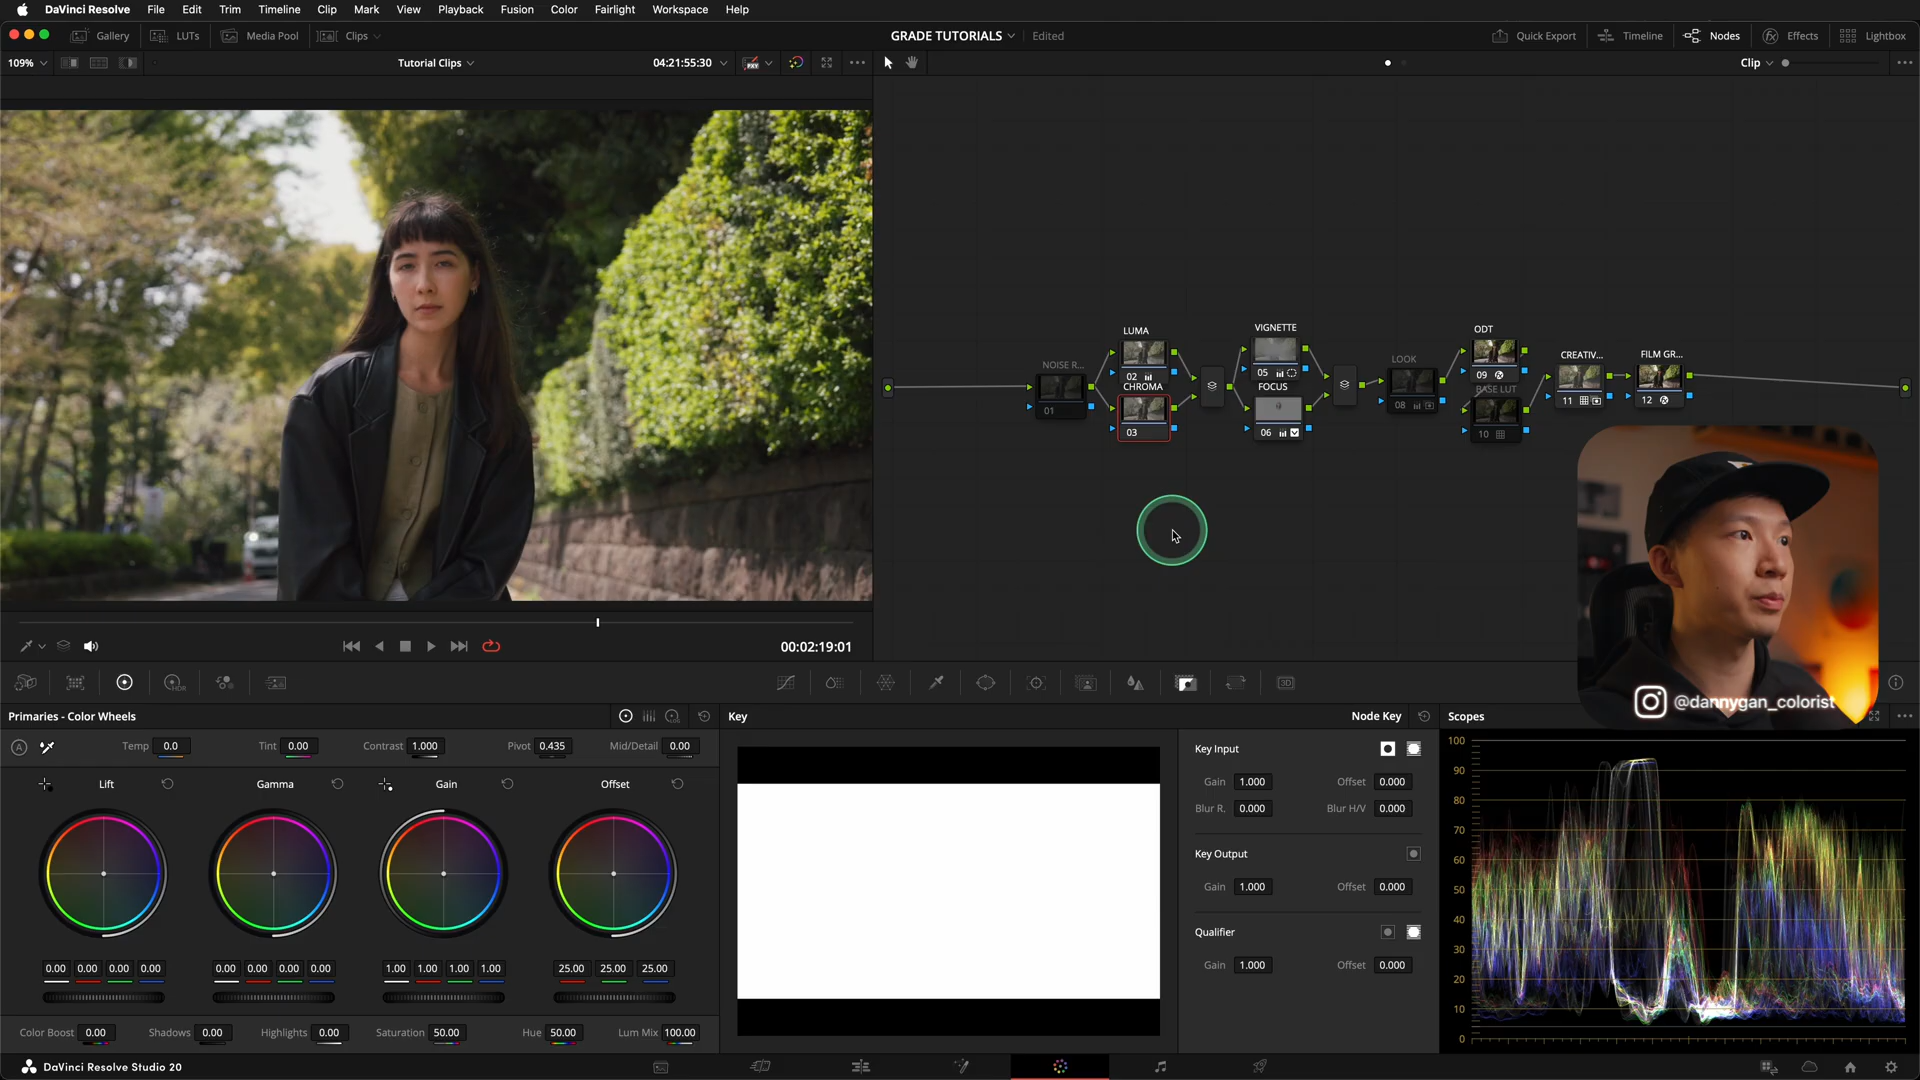 DaVinci Resolve File Edit Trim Timeline Clip Mark View Playback Fusion Color Fairlight Workspace Help
Gallery LUTs Media Pool Clips GRADE TUTORIALS Edited Quick Export Timeline Nodes Effects Lightbox
109% Tutorial Clips 04:21:55:30 Clip
LUMA
02
CHROMA
03
NOISE R...
01
VIGNETTE
05
FOCUS
06
LOOK
08
ODT
09
BASE LUT
10
CREATIV...
11
FILM GR...
12
00:02:19:01
HDR
3D
@dannygan_colorist
Primaries - Color Wheels
A Temp 0.0 Tint 0.00 Contrast 1.000 Pivot 0.435 Mid/Detail 0.00
Lift Gamma Gain Offset
0.00 0.00 0.00 0.00 0.00 0.00 0.00 0.00 1.00 1.00 1.00 1.00 25.00 25.00 25.00
Color Boost 0.00 Shadows 0.00 Highlights 0.00 Saturation 50.00 Hue 50.00 Lum Mix 100.00
Key Node Key
Key Input
Gain 1.000 Offset 0.000
Blur R. 0.000 Blur H/V 0.000
Key Output
Gain 1.000 Offset 0.000
Qualifier
Gain 1.000 Offset 0.000
Scopes
100
90
80
70
60
50
40
30
20
10
0
DaVinci Resolve Studio 20